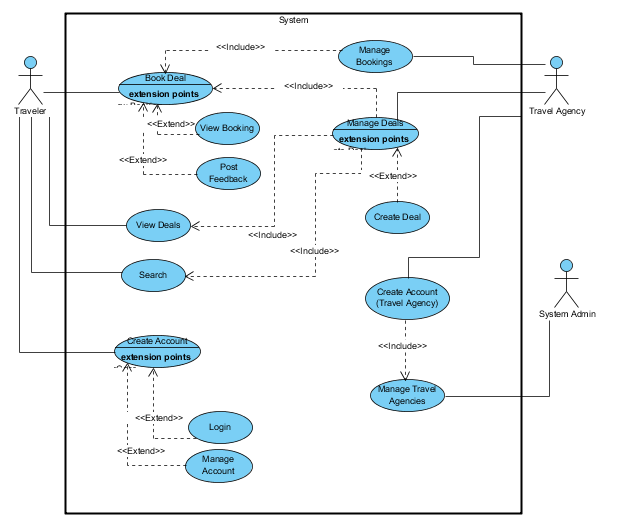 System
<<Include>>
Manage
Bookings
Book Deal
extension points
<<Include>>
Traveler
Travel Agency
<<Extend>>
View Booking
Manage Deals
extension points
<<Extend>>
Post
Feedback
<<Extend>>
Create Deal
View Deals
<<Include>>
<<Include>>
Search
Create Account
(Travel Agency)
System Admin
Create Account
extension points
<<Include>>
Manage Travel
Agencies
<<Extend>>
Login
<<Extend>>
Manage
Account